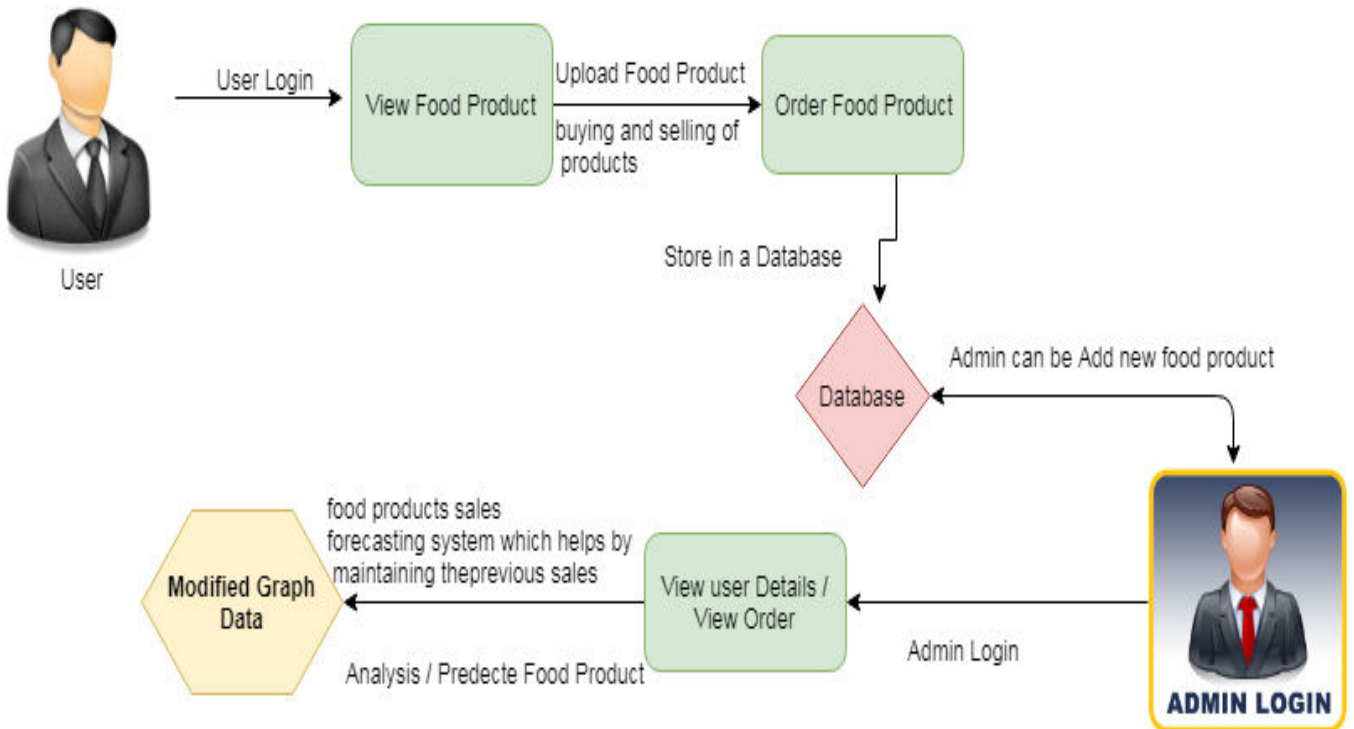 User Login
View Food Product
Upload Food Product
buying and selling of
products
Order Food Product
User
Store in a Database
Database
Admin can be Add new food product
ADMIN LOGIN
Admin Login
View user Details /
View Order
food products sales
forecasting system which helps by
maintaining theprevious sales
Analysis / Predecte Food Product
Modified Graph
Data